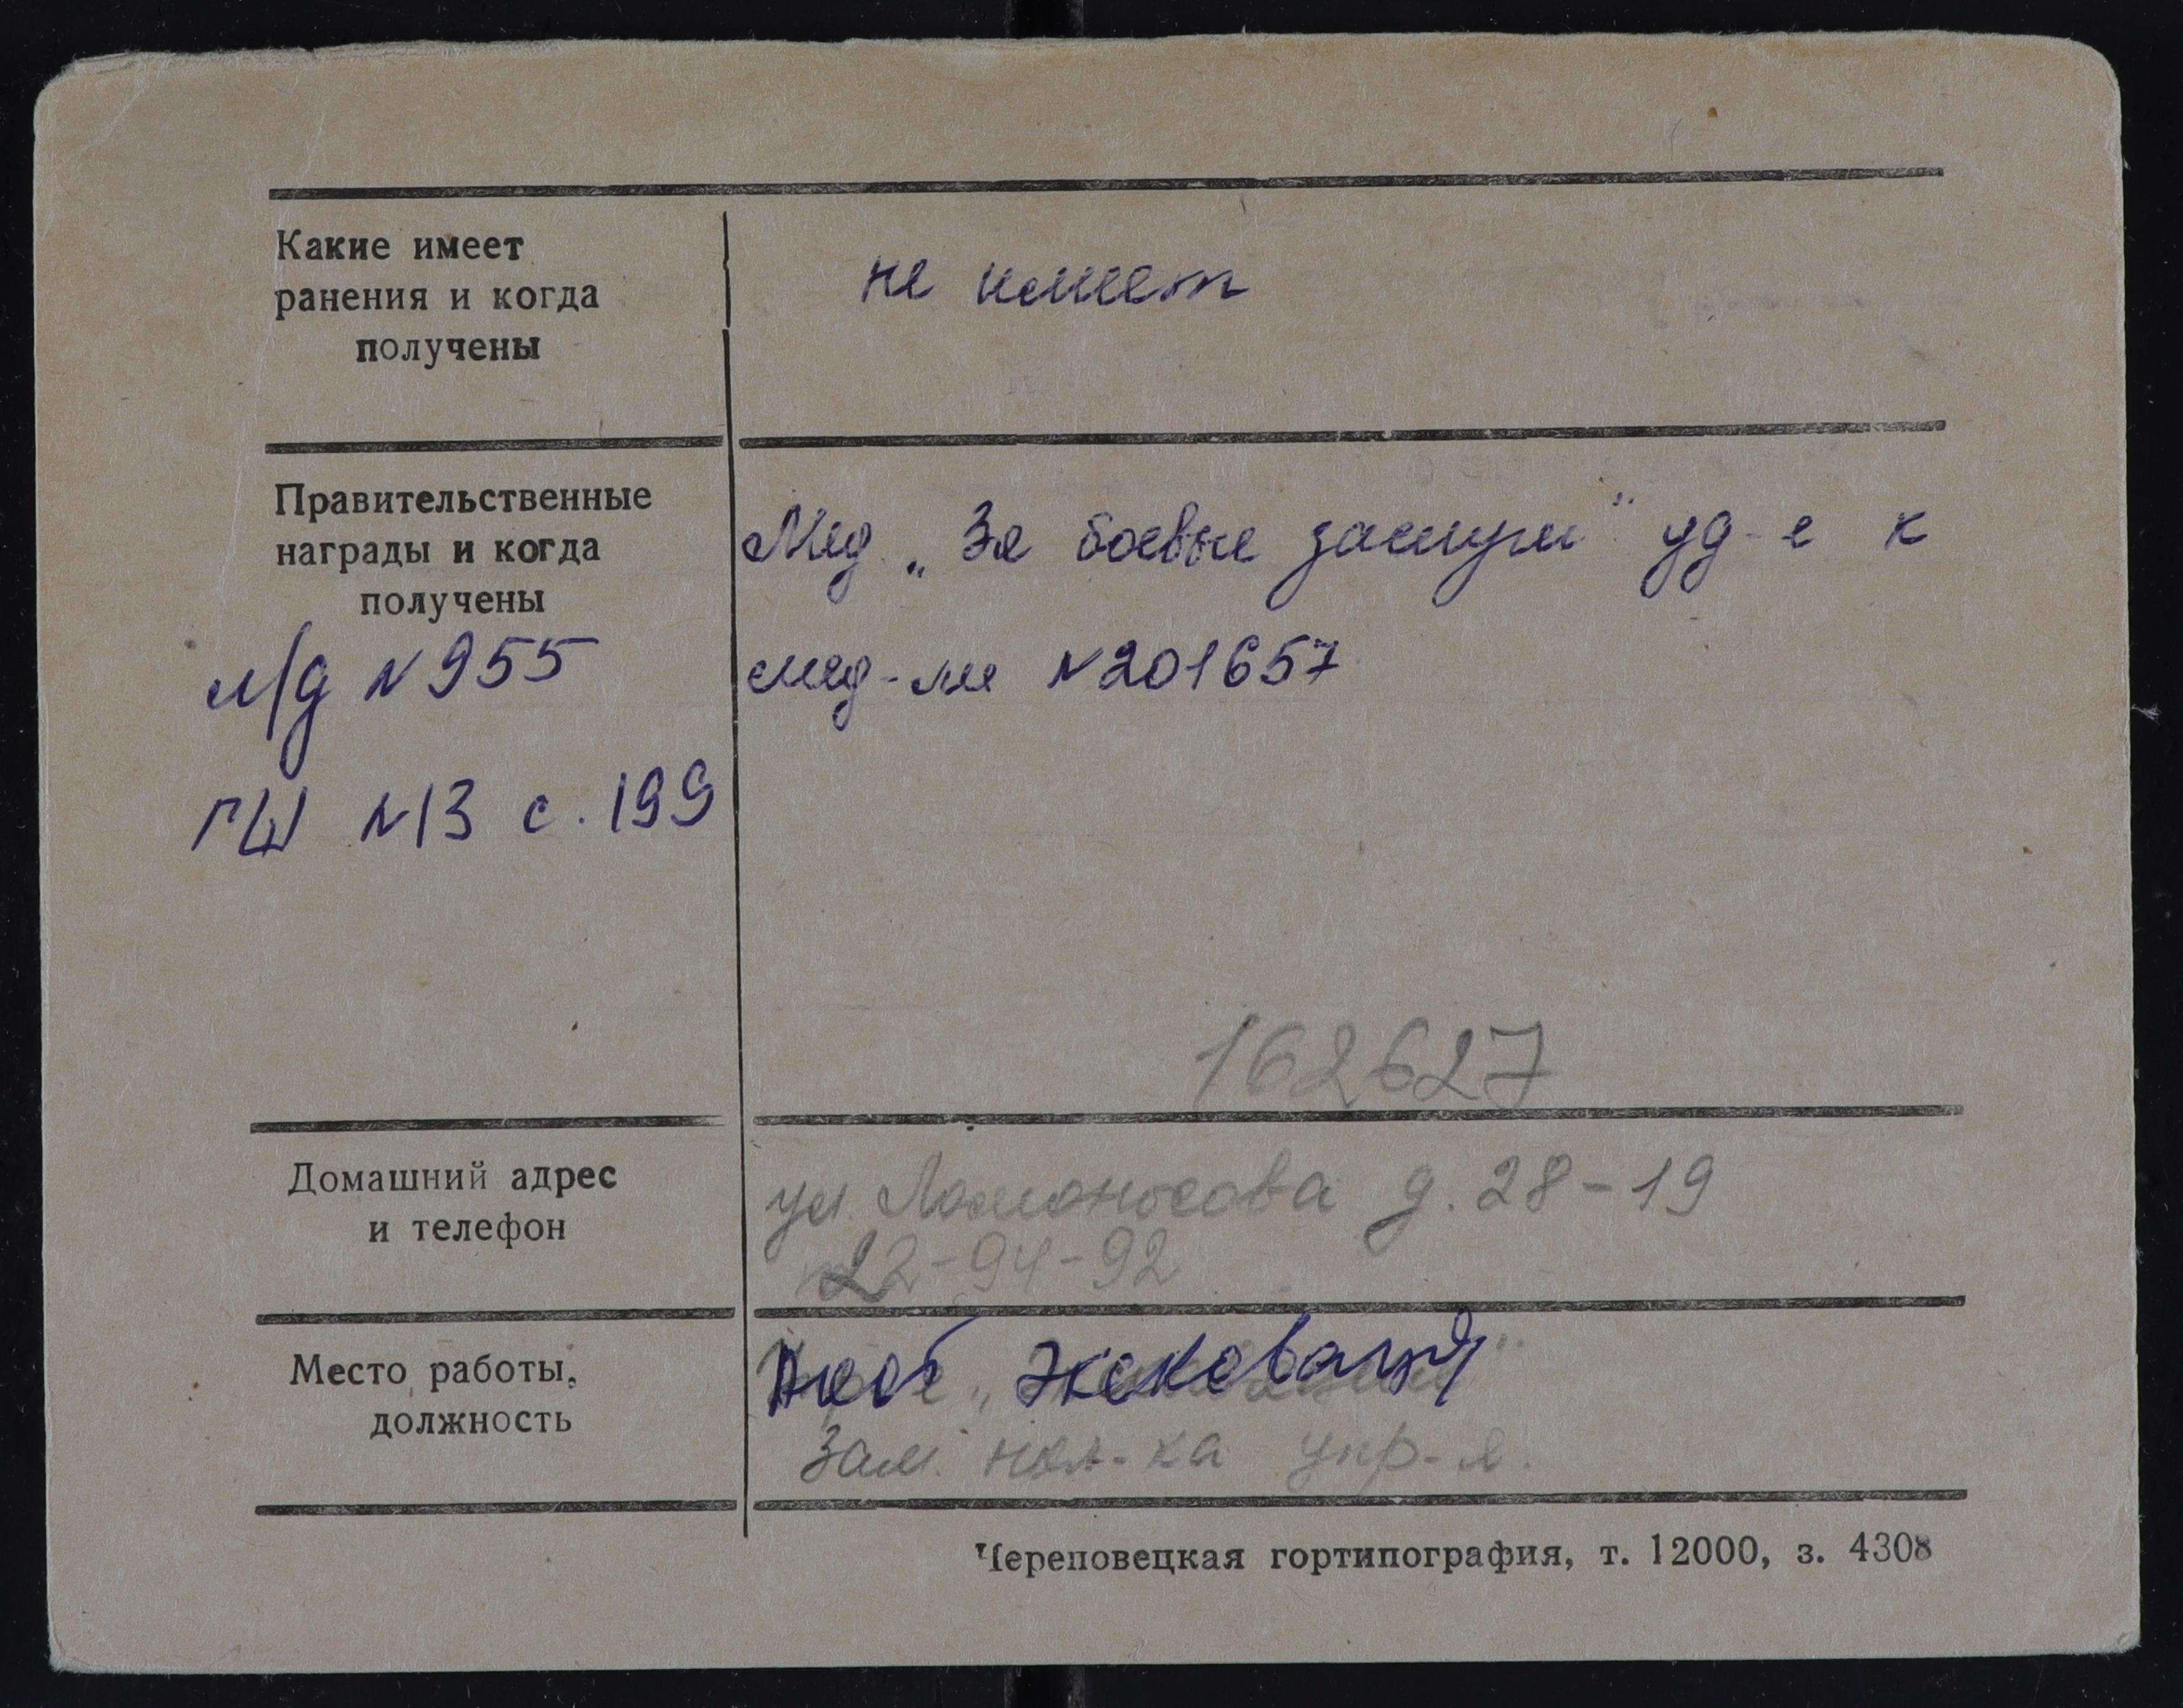 Какие имеет
ранения и когда
получены
не имеет
Правительственные
награды и когда
получены
Мед. „За боевые заслуги" уд-е к
мед-ли №201657
л/д №955
ГШ №13 с. 199
162627
Домашний адрес
и телефон
ул. Ломоносова д. 28-19
22-94-92
Место работы,
должность
Зам. нач-ка упр-я.
Череповецкая гортипография, т. 12000, з. 4308